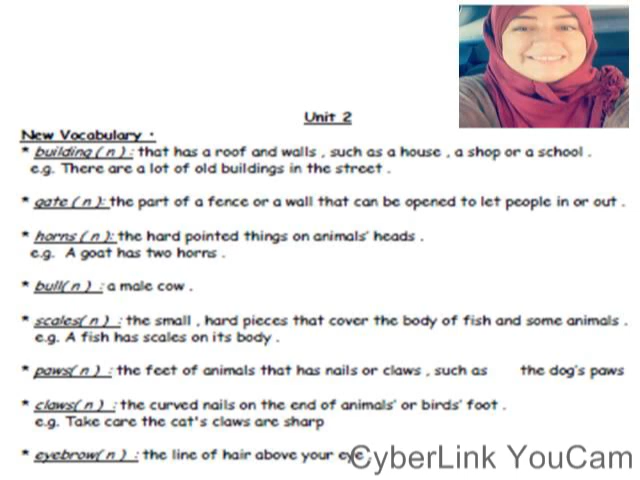 Unit 2
New Vocabulary :
* building ( n ) : that has a roof and walls , such as a house , a shop or a school .
e.g. There are a lot of old buildings in the street .
* gate ( n ): the part of a fence or a wall that can be opened to let people in or out .
* horns ( n ): the hard pointed things on animals' heads .
e.g. A goat has two horns .
* bull( n ) : a male cow .
* scales( n ) : the small , hard pieces that cover the body of fish and some animals .
e.g. A fish has scales on its body .
* paws( n ) : the feet of animals that has nails or claws , such as the dog's paws
* claws( n ) : the curved nails on the end of animals' or birds' foot .
e.g. Take care the cat's claws are sharp
* eyebrow( n ) : the line of hair above your eye .
CyberLink YouCam